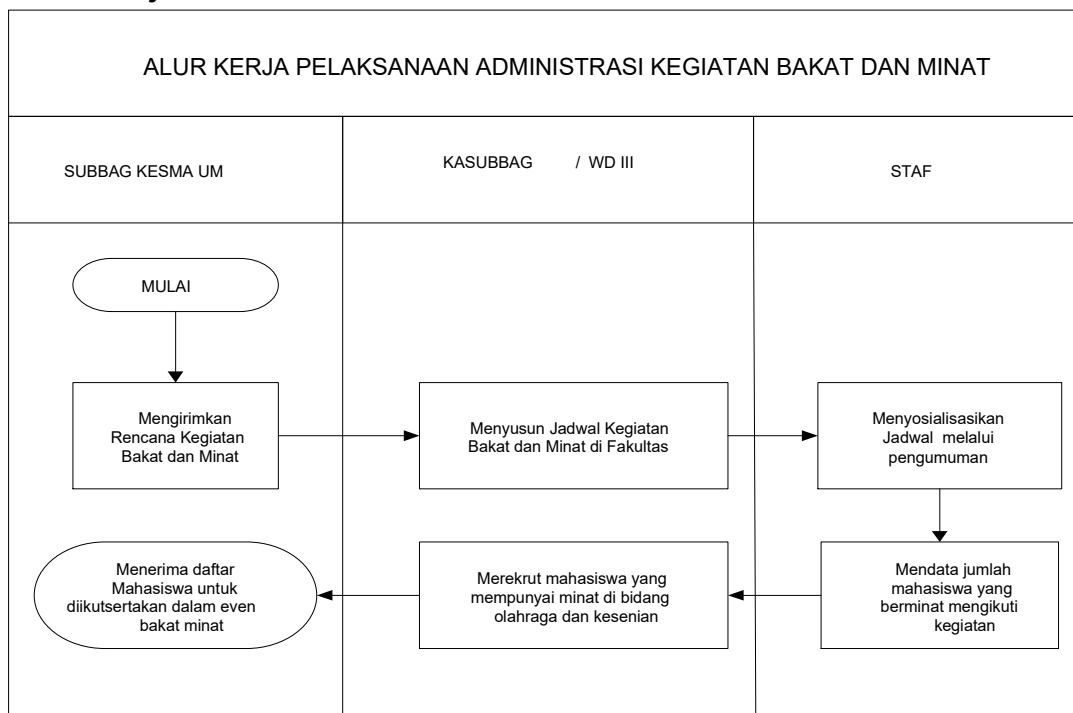 ALUR KERJA PELAKSANAAN ADMINISTRASI KEGIATAN BAKAT DAN MINAT
SUBBAG KESMA UM
KASUBBAG / WD III
STAF
MULAI
Mengirimkan
Rencana Kegiatan
Bakat dan Minat
Menyusun Jadwal Kegiatan
Bakat dan Minat di Fakultas
Menyosialisasikan
Jadwal melalui
pengumuman
Menerima daftar
Mahasiswa untuk
diikutsertakan dalam even
bakat minat
Merekrut mahasiswa yang
mempunyai minat di bidang
olahraga dan kesenian
Mendata jumlah
mahasiswa yang
berminat mengikuti
kegiatan